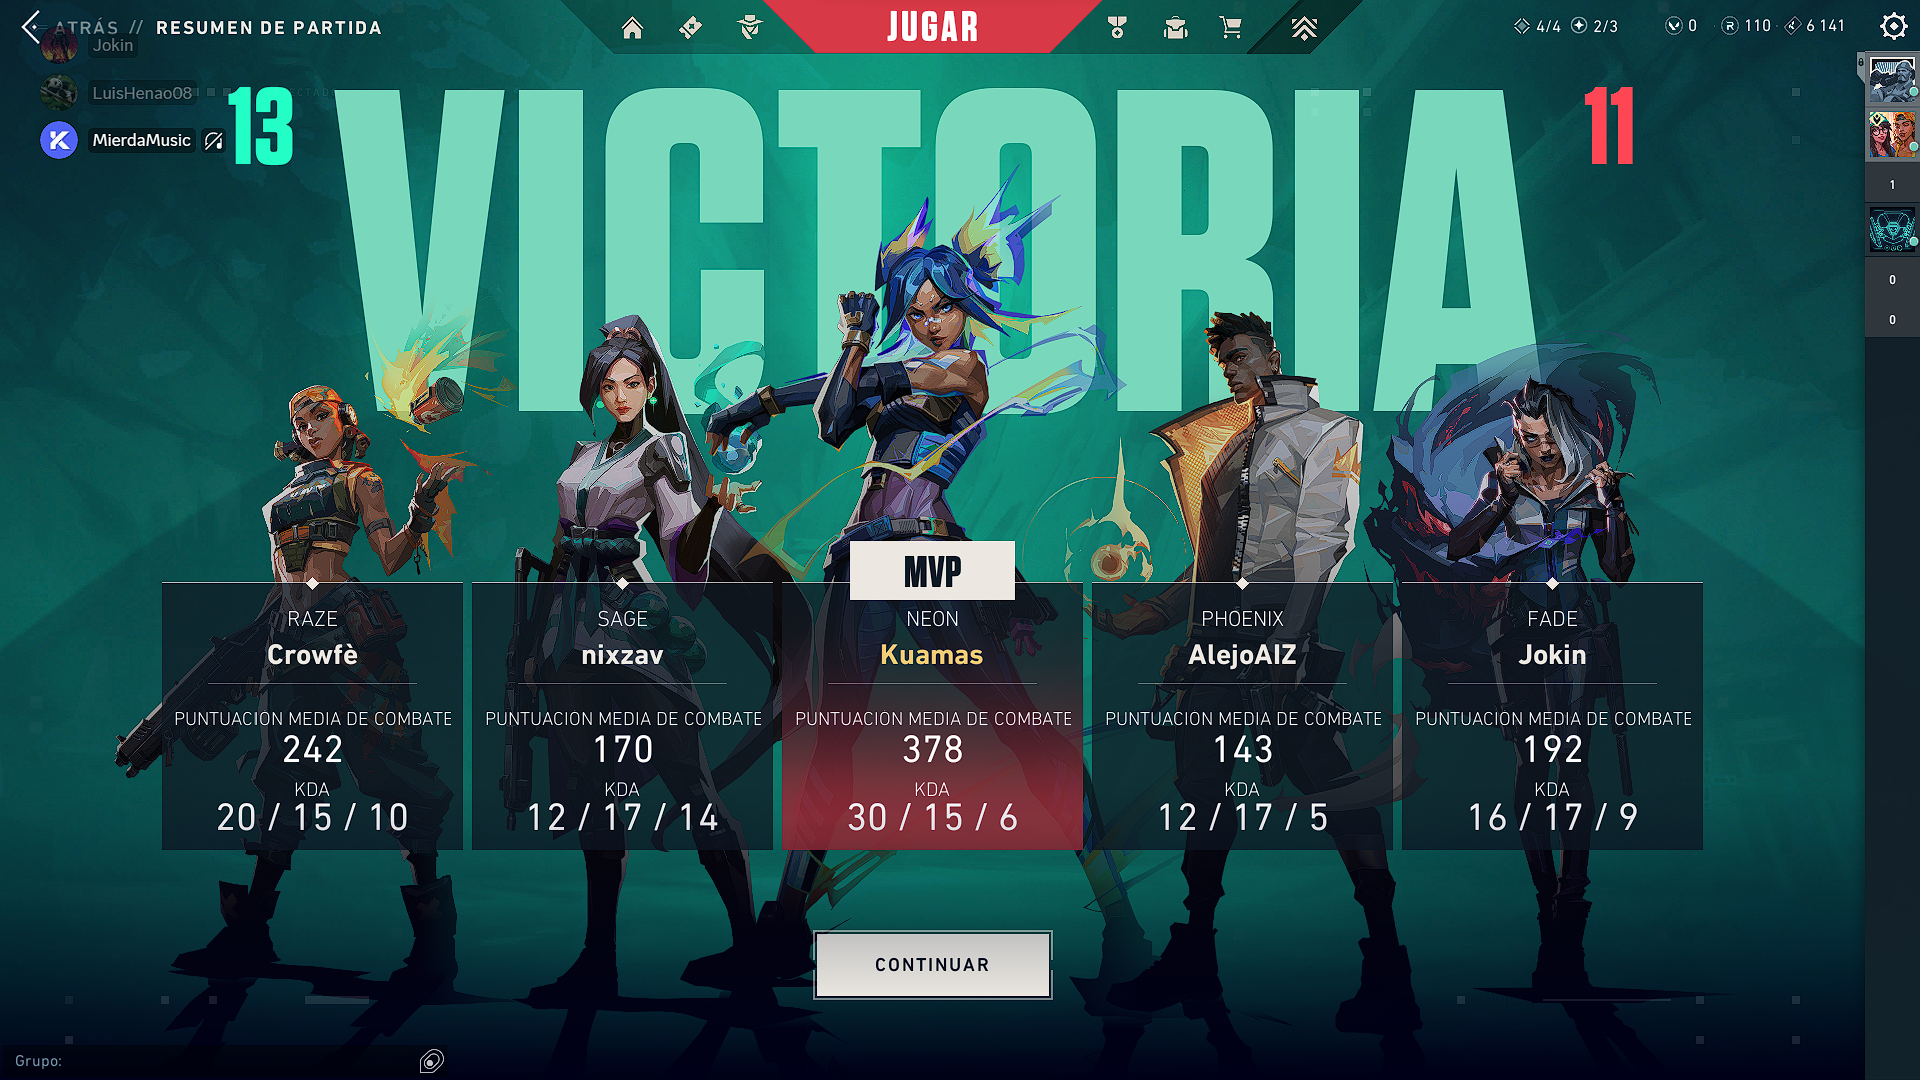 ATRÁS // RESUMEN DE PARTIDA
JUGAR
4/4 2/3
0 110 6 141
Jokin
LuisHenao08
MierdaMusic
13
VICTORIA
11
1
0
0
MVP
RAZE
Crowfè
PUNTUACIÓN MEDIA DE COMBATE
242
KDA
20 / 15 / 10
SAGE
nixzav
PUNTUACIÓN MEDIA DE COMBATE
170
KDA
12 / 17 / 14
NEON
Kuamas
PUNTUACIÓN MEDIA DE COMBATE
378
KDA
30 / 15 / 6
PHOENIX
AlejoAIZ
PUNTUACIÓN MEDIA DE COMBATE
143
KDA
12 / 17 / 5
FADE
Jokin
PUNTUACIÓN MEDIA DE COMBATE
192
KDA
16 / 17 / 9
CONTINUAR
Grupo: